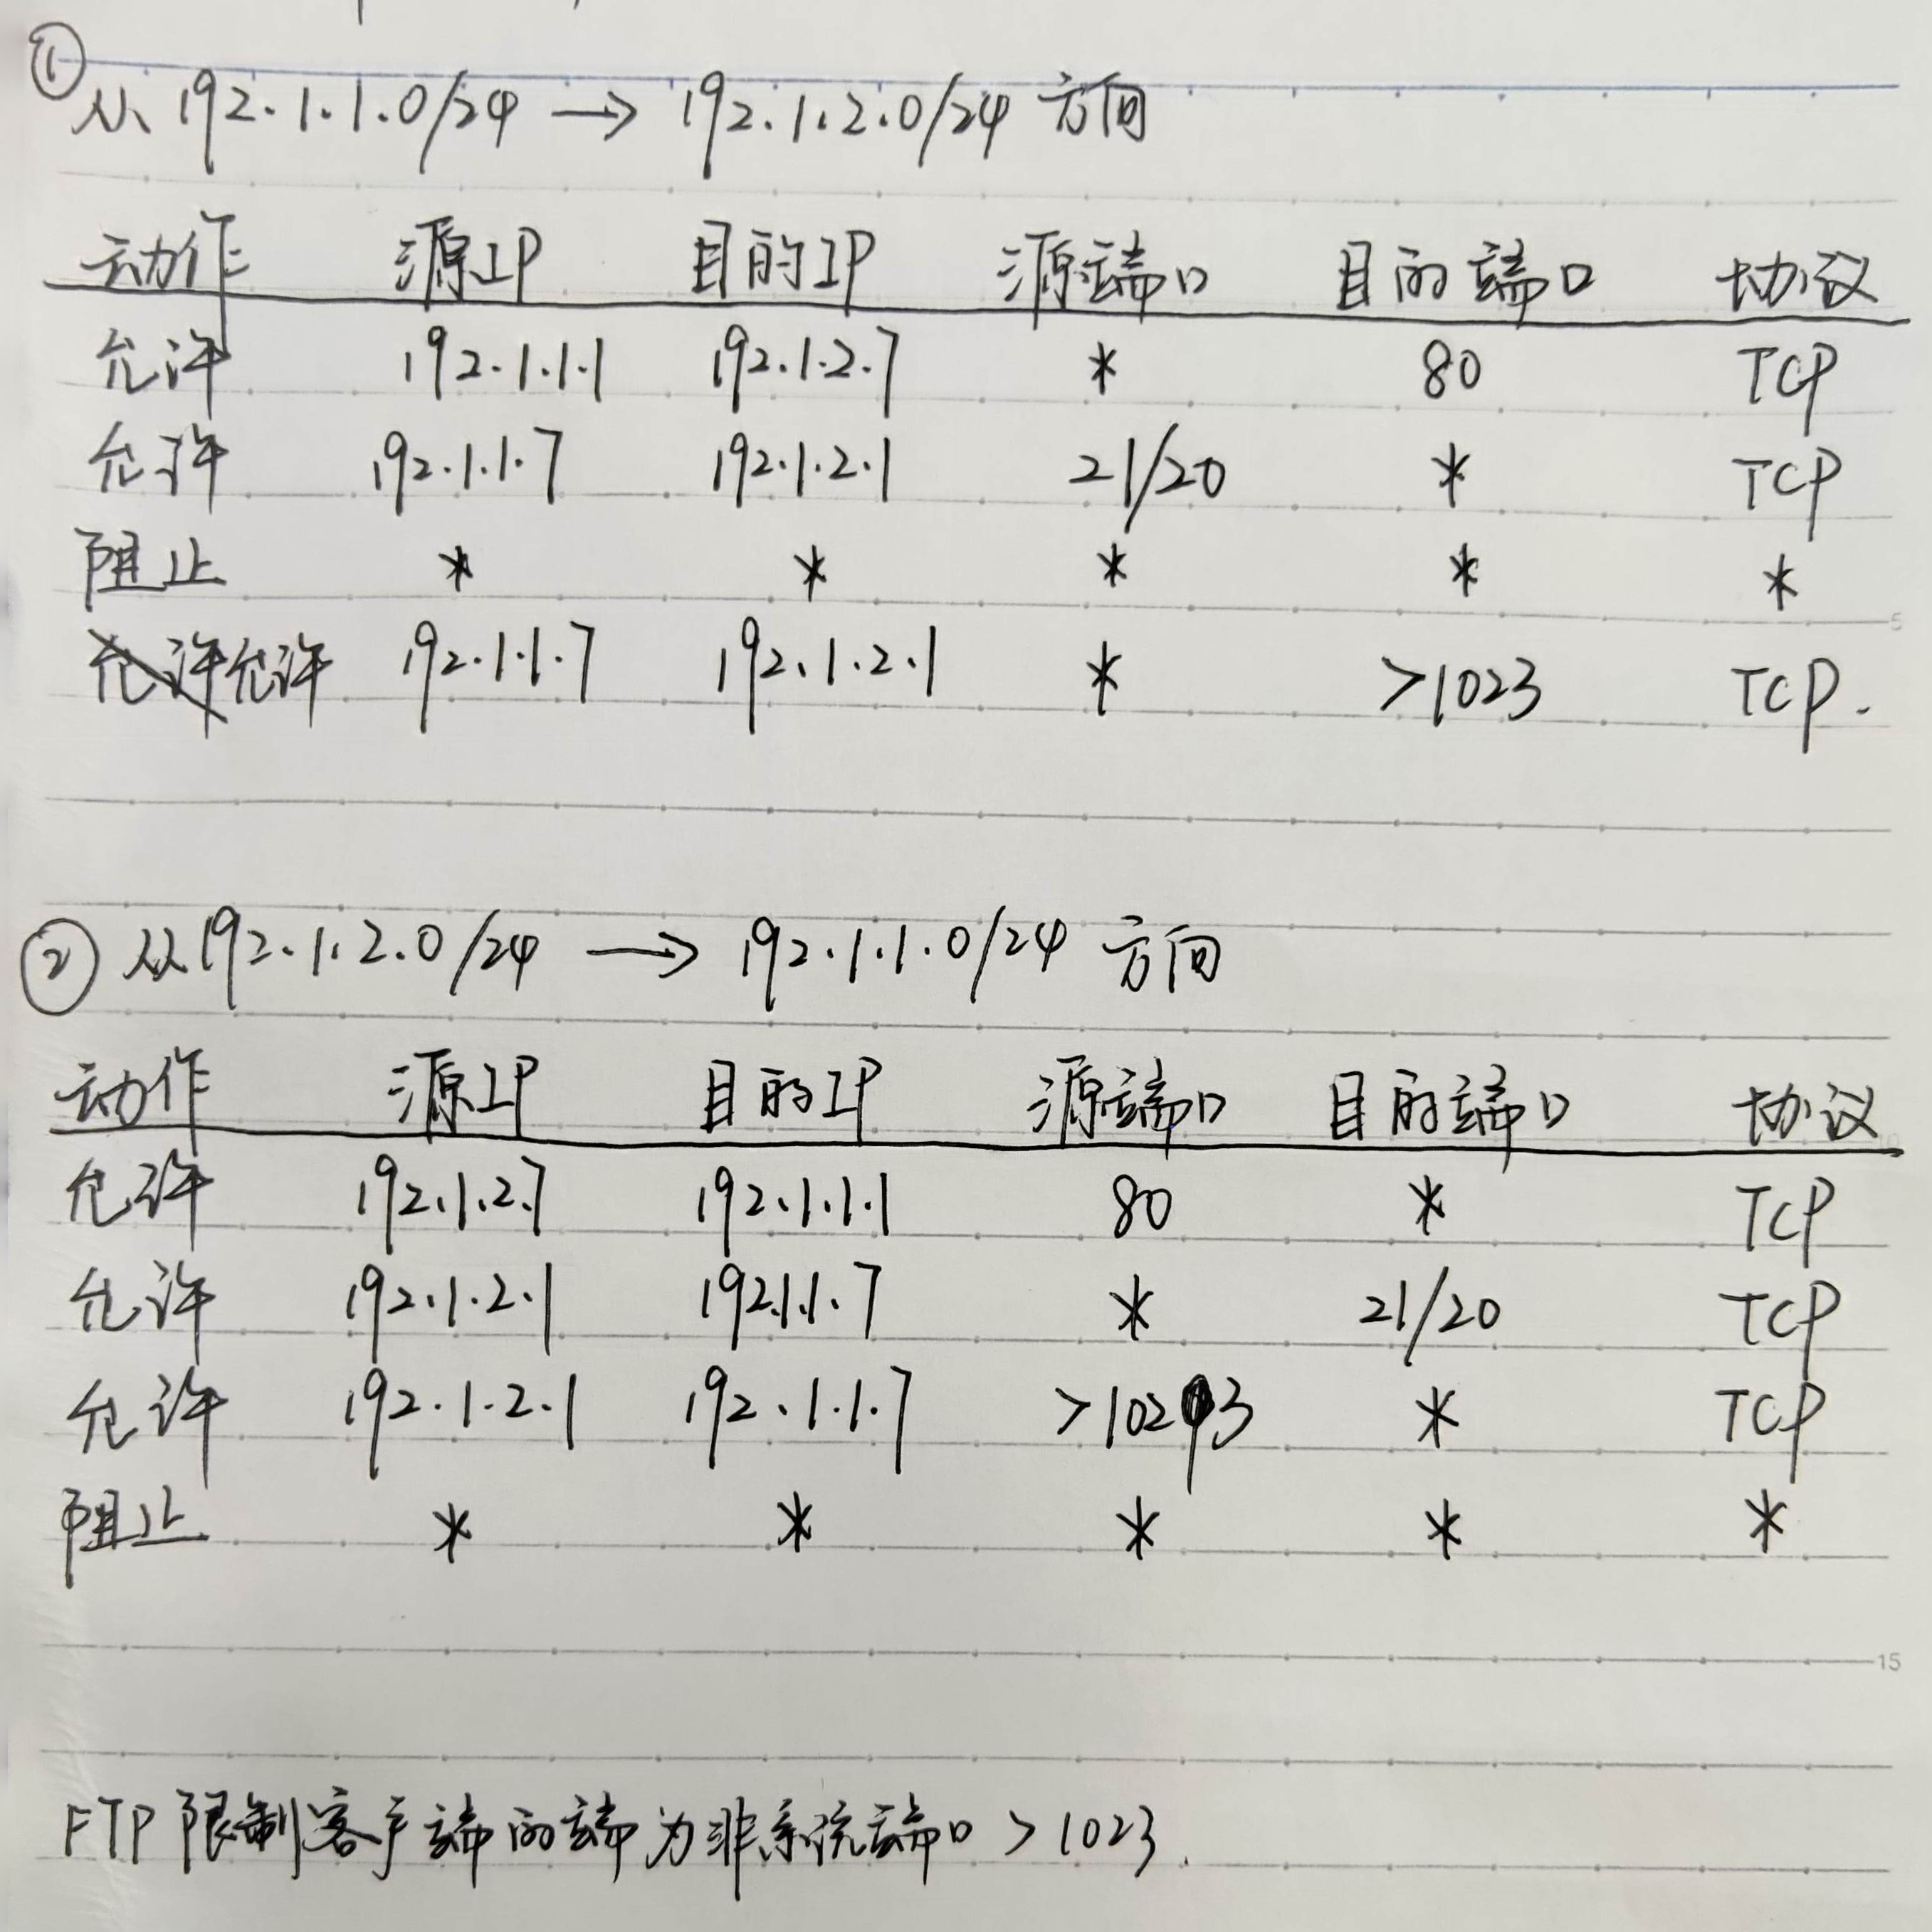 ① 从 192.1.1.0/24 → 192.1.2.0/24 方向
动作 源IP 目的IP 源端口 目的端口 协议
允许 192.1.1.1 192.1.2.7 * 80 TCP
允许 192.1.1.7 192.1.2.1 21/20 * TCP
阻止 * * * * *
允许 192.1.1.7 192.1.2.1 * >1023 TCP.
② 从192.1.2.0/24 → 192.1.1.0/24 方向
动作 源IP 目的IP 源端口 目的端口 协议
允许 192.1.2.7 192.1.1.1 80 * TCP
允许 192.1.2.1 192.1.1.7 * 21/20 TCP
允许 192.1.2.1 192.1.1.7 >1023 * TCP
阻止 * * * * *
15
FTP 限制客户端的端为非系统端口 >1023.